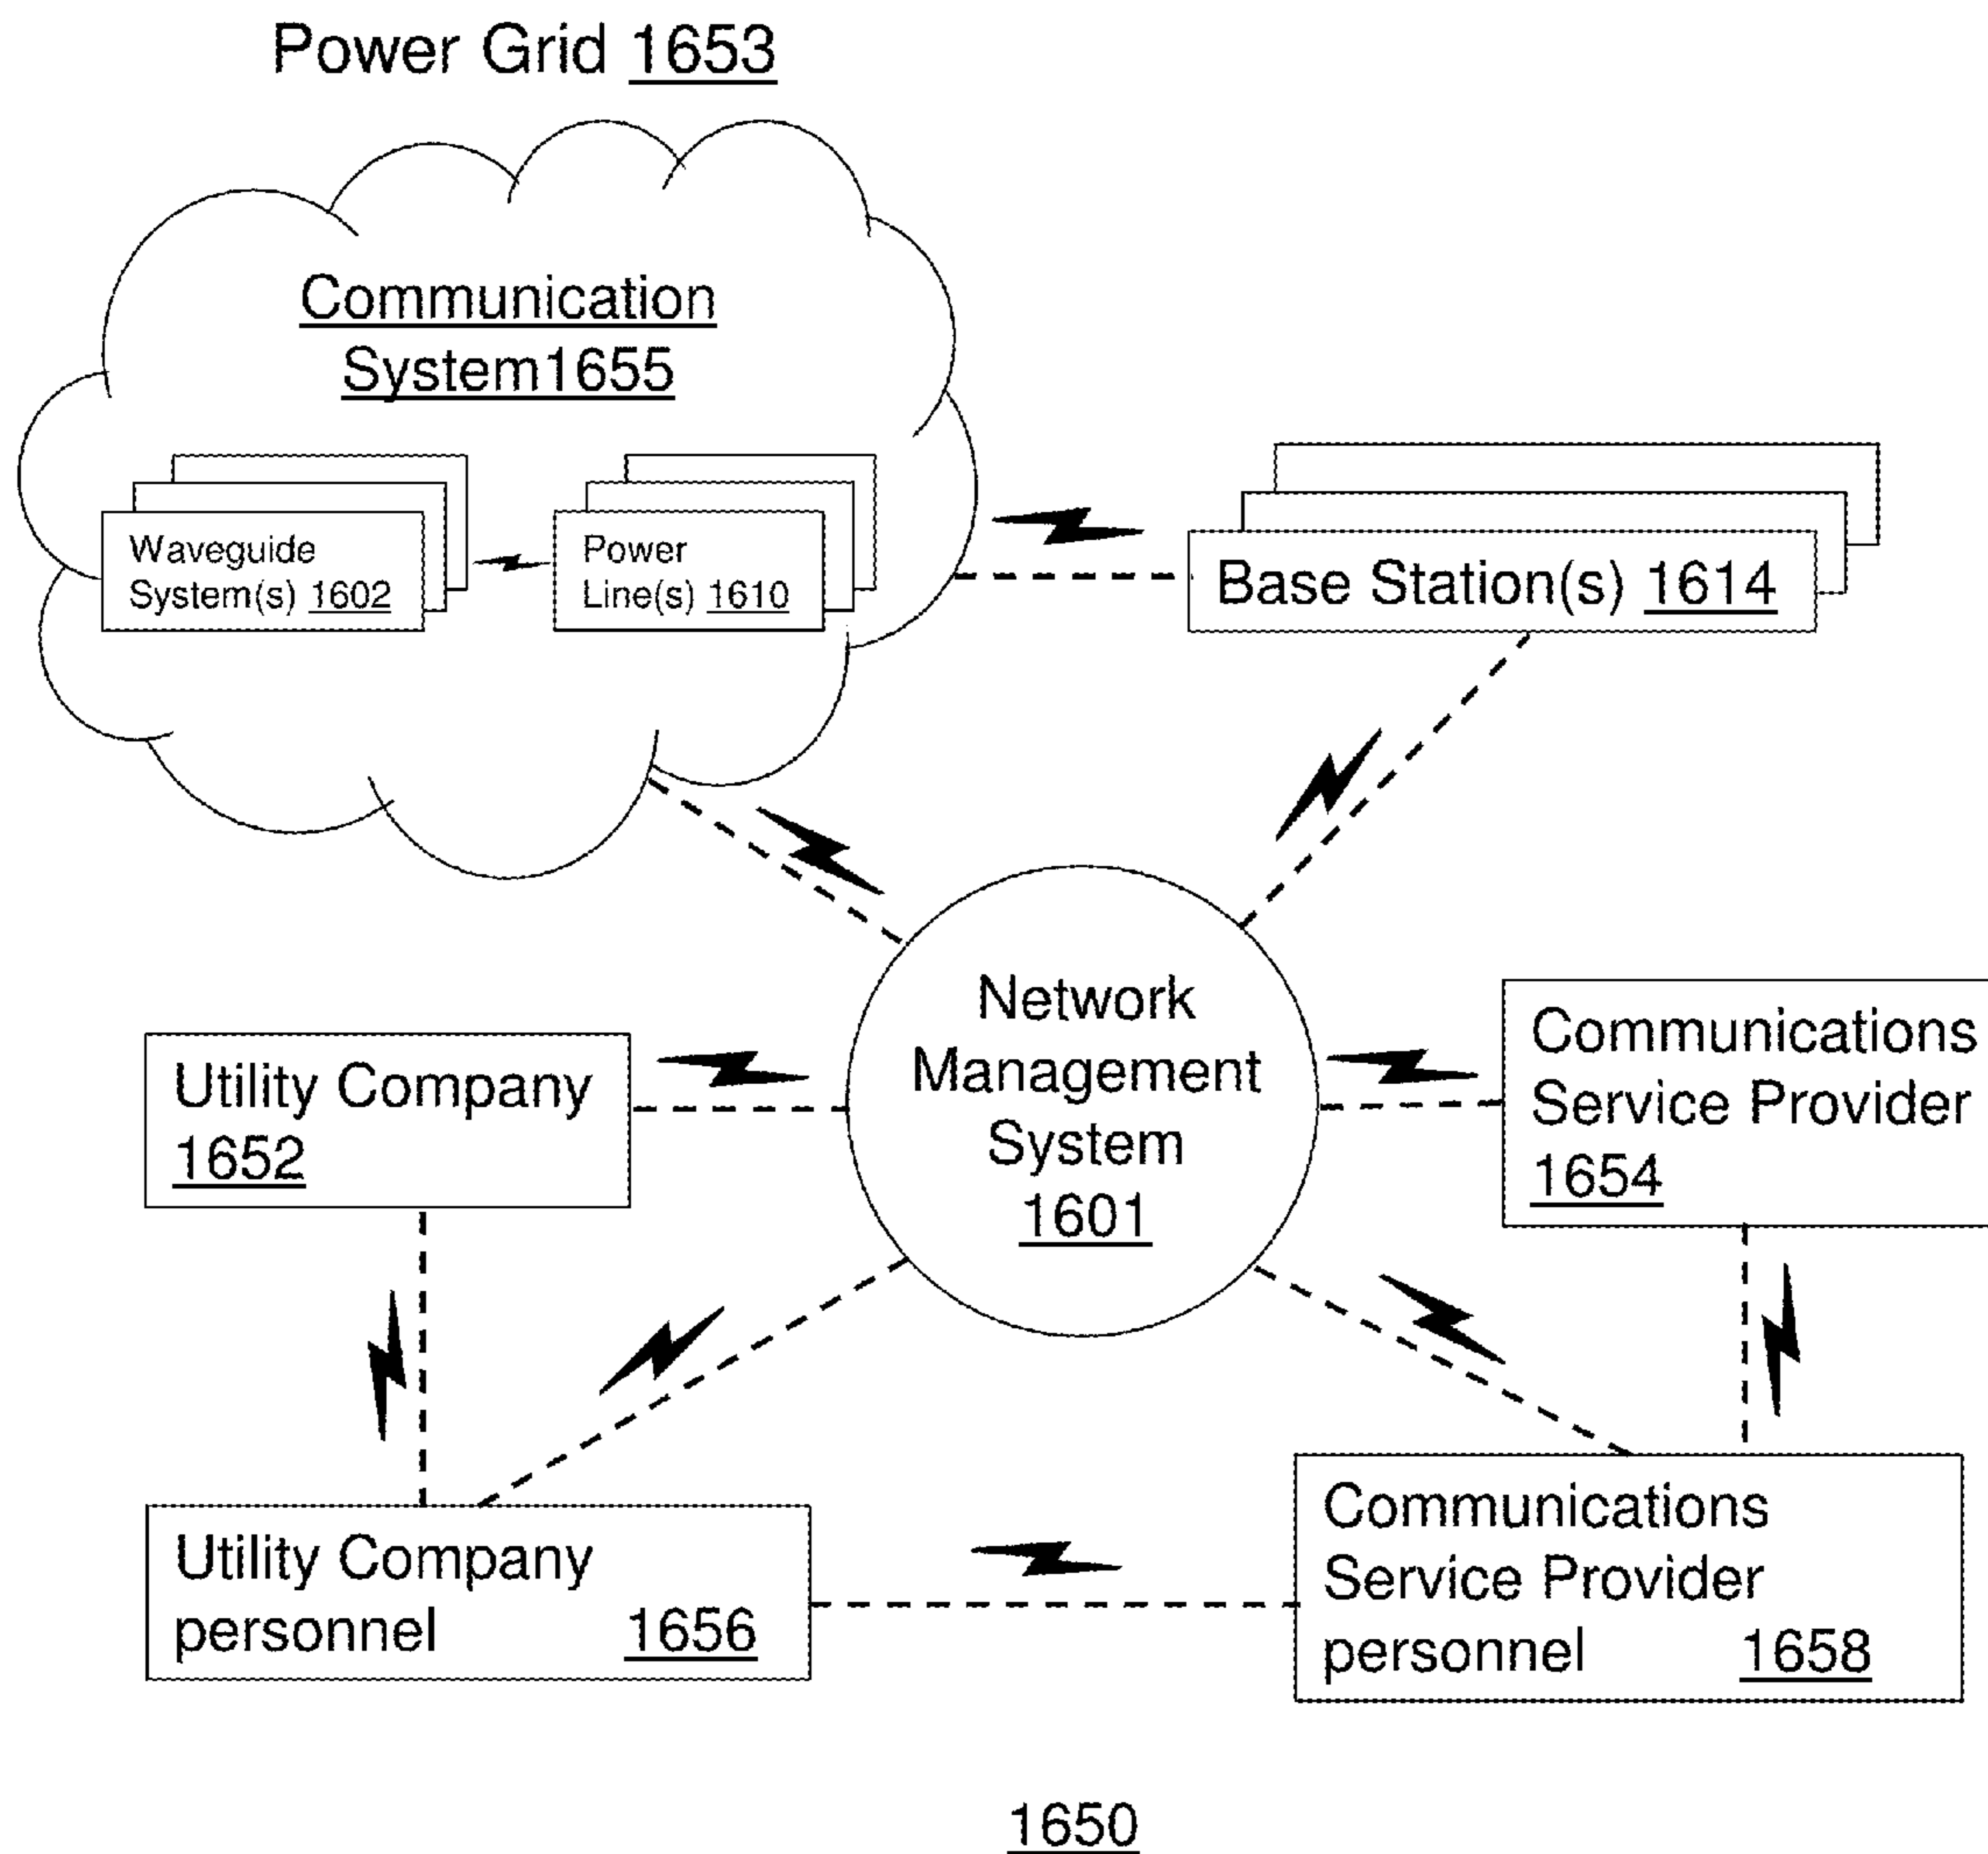 Power Grid 1653
Communication
System1655
Waveguide
System(s) 1602
Power
Line(s) 1610
Base Station(s) 1614
Network
Management
System
1601
Utility Company
1652
Communications
Service Provider
1654
Utility Company
personnel 1656
Communications
Service Provider
personnel 1658
1650